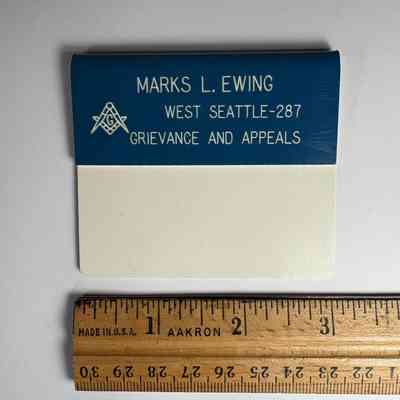 MARKS L. EWING
WEST SEATTLE-287
G
GRIEVANCE AND APPEALS
1 2 3
MADE IN U.S.A. AAKRON
30 29 28 27 26 25 24 23 22